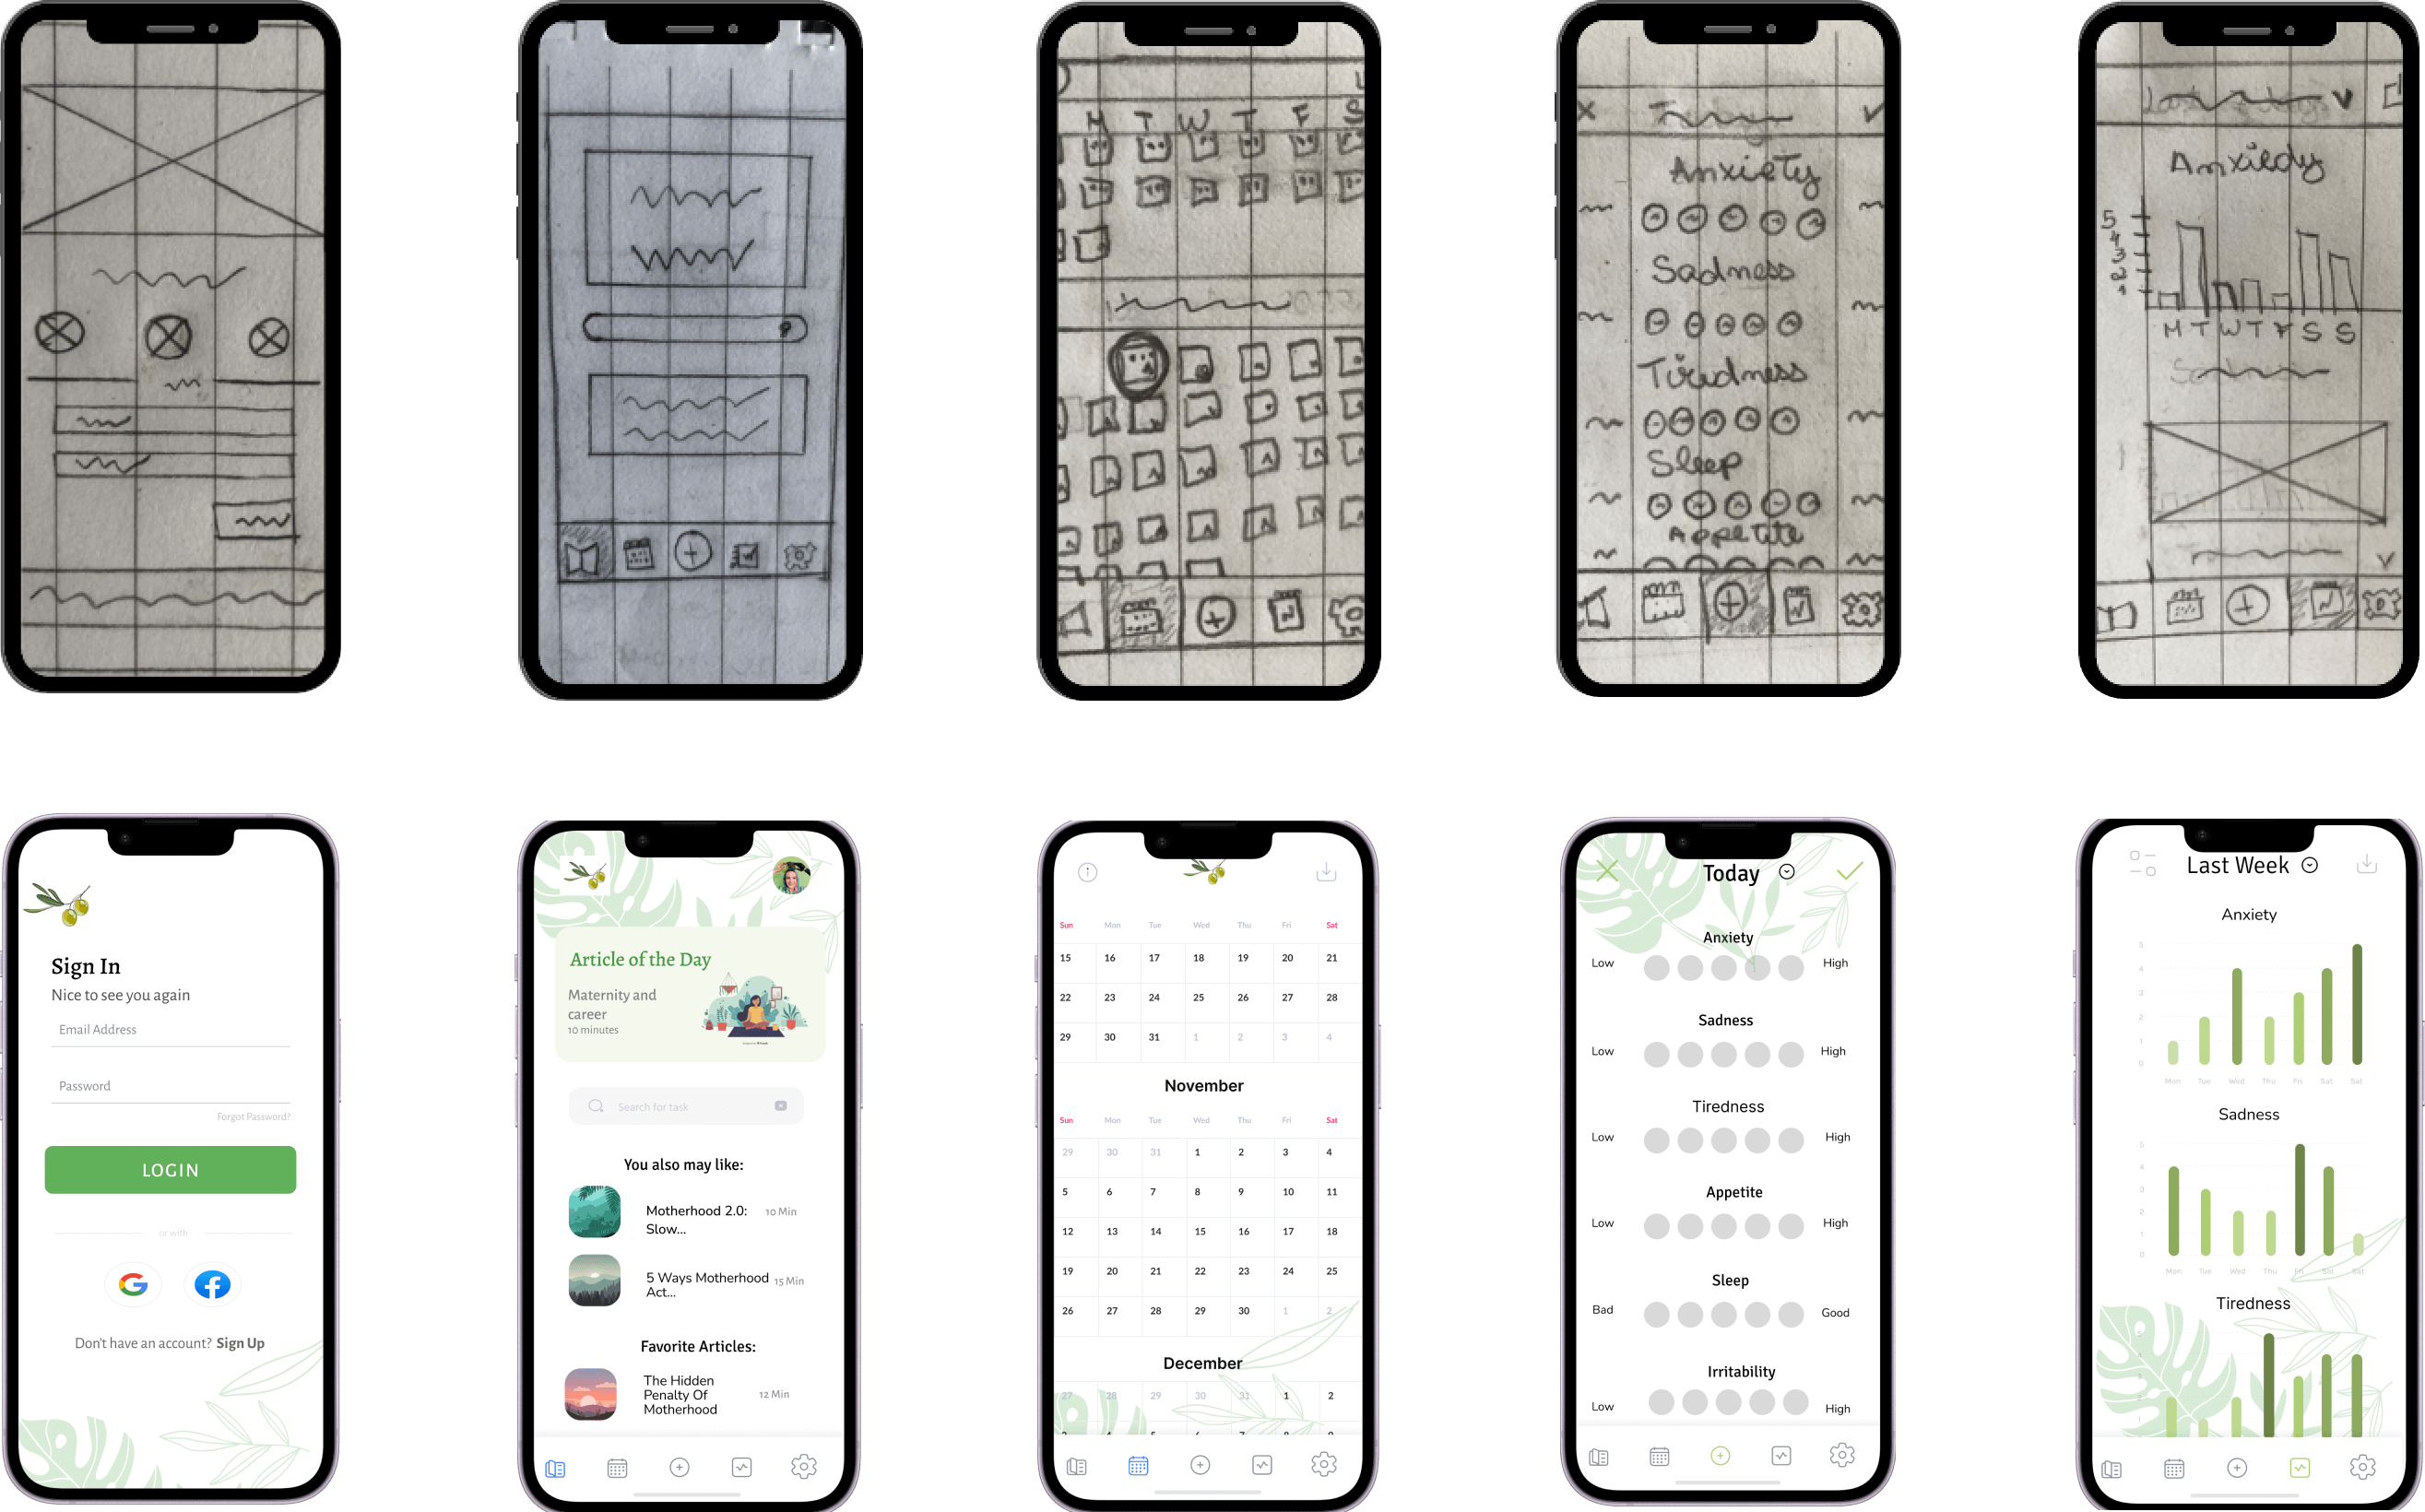 M T W T F S
Anxiety
Sadness
Tiredness
Sleep
Appetite
Anxiety
5
4
3
2
1
M T W T F S S
Sign In
Nice to see you again
Email Address
Password
Forgot Password?
LOGIN
or with
Don't have an account? Sign Up
Article of the Day
Maternity and
career
10 minutes
Search for task
You also may like:
Motherhood 2.0: 10 Min
Slow...
5 Ways Motherhood 15 Min
Act...
Favorite Articles:
The Hidden
Penalty Of 12 Min
Motherhood
Sun Mon Tue Wed Thu Fri Sat
15 16 17 18 19 20 21
22 23 24 25 26 27 28
29 30 31 1 2 3 4
November
Sun Mon Tue Wed Thu Fri Sat
29 30 31 1 2 3 4
5 6 7 8 9 10 11
12 13 14 15 16 17 18
19 20 21 22 23 24 25
26 27 28 29 30 1 2
December
27 28 29 30 31 1 2
Today
Anxiety
Low High
Sadness
Low High
Tiredness
Low High
Appetite
Low High
Sleep
Bad Good
Irritability
Low High
Last Week
Anxiety
5
4
3
2
1
0
Mon Tue Wed Thu Fri Sat Sat
Sadness
5
4
3
2
1
0
Mon Tue Wed Thu Fri Sat Sat
Tiredness
1